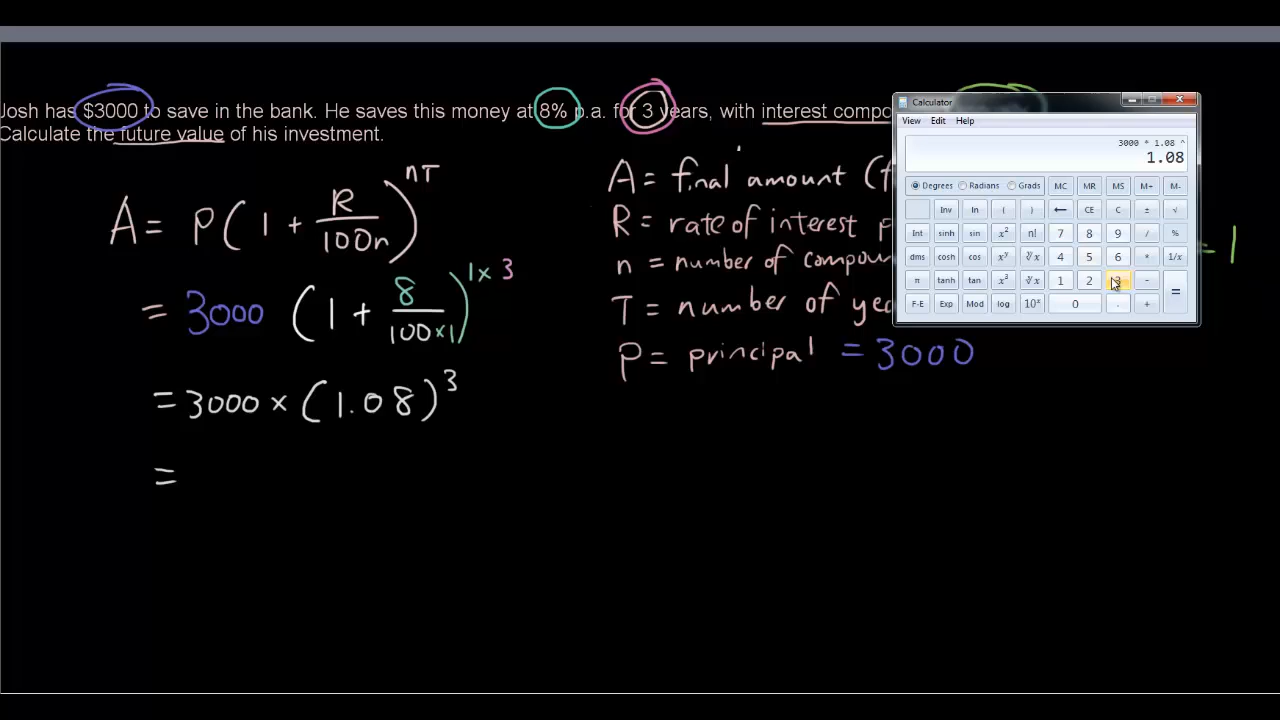 Josh has $3000 to save in the bank. He saves this money at 8% p.a. for 3 years, with interest compo
Calculate the future value of his investment.
A = P(1 + R/100n)^nT
= 3000 (1 + 8/100×1)^1×3
= 3000 × (1.08)^3
=
A = final amount (f
R = rate of interest p
n = number of compoun
= 1
T = number of yea
P = principal = 3000
Calculator
View Edit Help
3000 * 1.08 ^
1.08
Degrees Radians Grads MC MR MS M+ M-
Inv ln ( ) ← CE C ± √
Int sinh sin x² n! 7 8 9 / %
dms cosh cos xʸ ʸ√x 4 5 6 * 1/x
π tanh tan x³ ³√x 1 2 3 - =
F-E Exp Mod log 10ˣ 0 . +